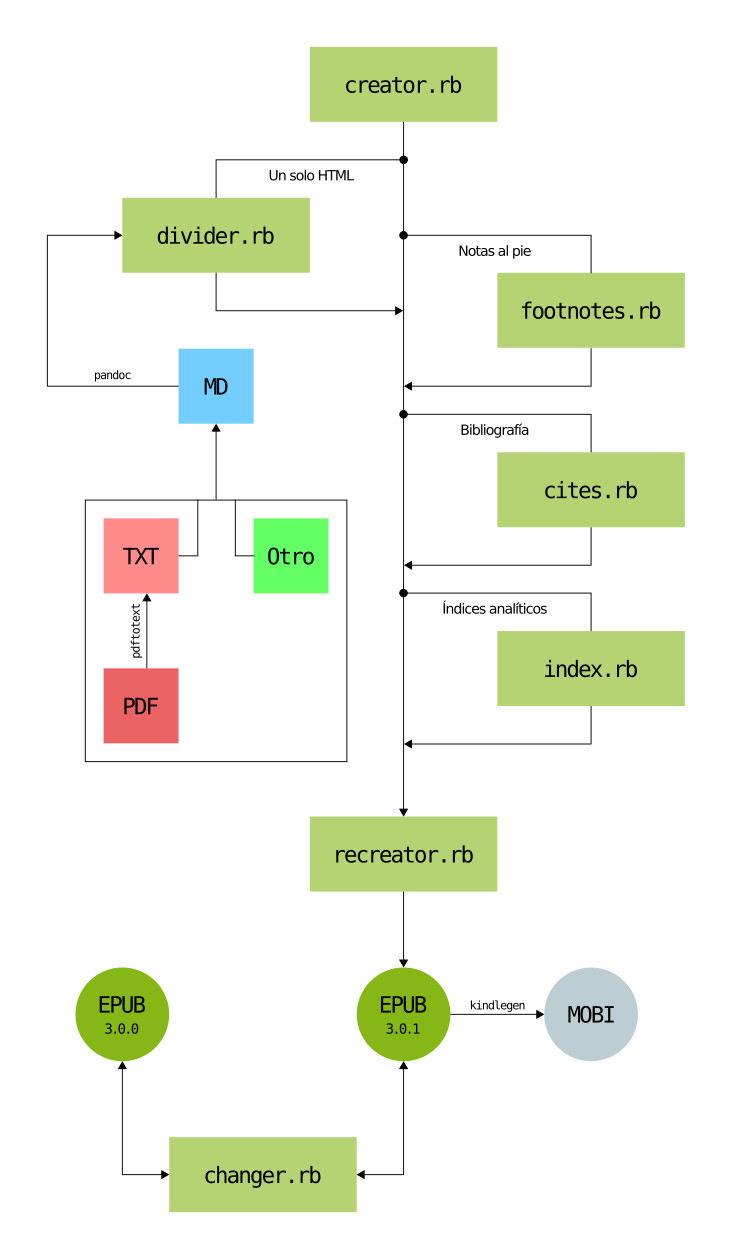 creator.rb
Un solo HTML
divider.rb
Notas al pie
footnotes.rb
pandoc
MD
Bibliografía
cites.rb
TXT
Otro
pdftotext
Índices analíticos
index.rb
PDF
recreator.rb
EPUB
3.0.0
EPUB
3.0.1
kindlegen
MOBI
changer.rb